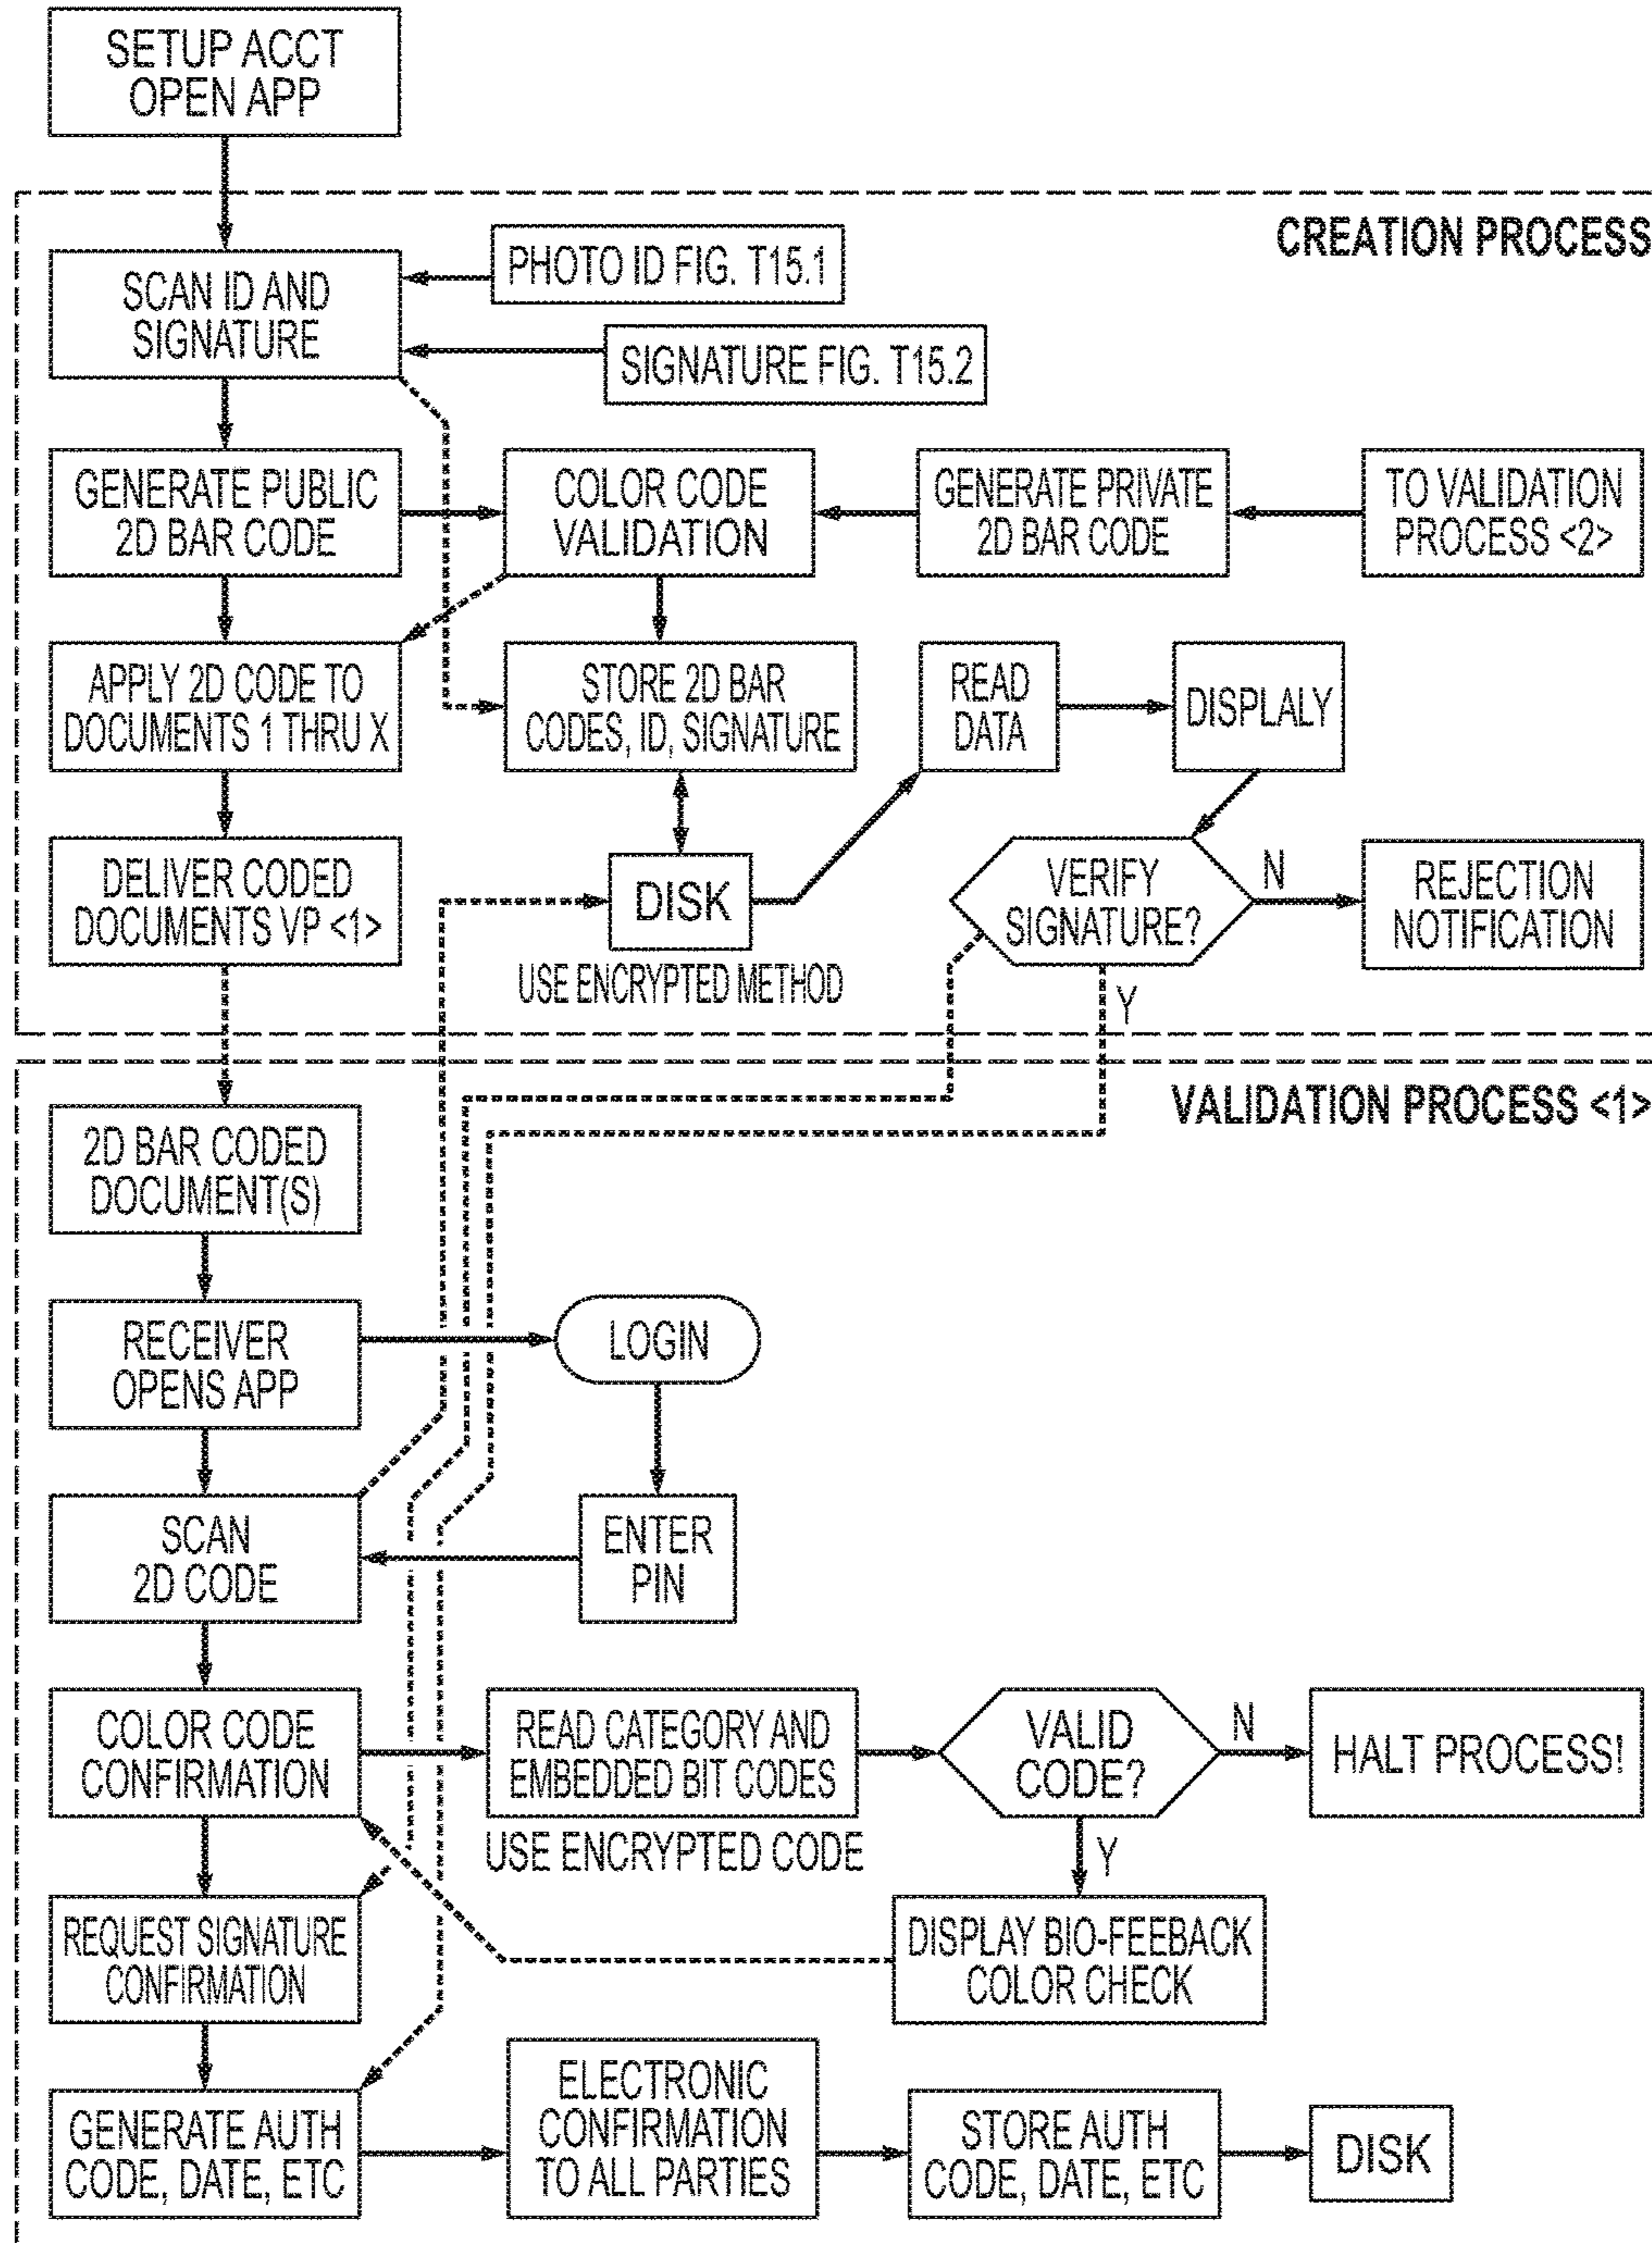 SETUP ACCT
OPEN APP
CREATION PROCESS
SCAN ID AND
SIGNATURE
PHOTO ID FIG. T15.1
SIGNATURE FIG. T15.2
GENERATE PUBLIC
2D BAR CODE
COLOR CODE
VALIDATION
GENERATE PRIVATE
2D BAR CODE
TO VALIDATION
PROCESS <2>
APPLY 2D CODE TO
DOCUMENTS 1 THRU X
STORE 2D BAR
CODES, ID, SIGNATURE
READ
DATA
DISPLALY
DELIVER CODED
DOCUMENTS VP <1>
DISK
USE ENCRYPTED METHOD
VERIFY
SIGNATURE?
N
Y
REJECTION
NOTIFICATION
VALIDATION PROCESS <1>
2D BAR CODED
DOCUMENT(S)
RECEIVER
OPENS APP
LOGIN
SCAN
2D CODE
ENTER
PIN
COLOR CODE
CONFIRMATION
READ CATEGORY AND
EMBEDDED BIT CODES
USE ENCRYPTED CODE
VALID
CODE?
N
Y
HALT PROCESS!
REQUEST SIGNATURE
CONFIRMATION
DISPLAY BIO-FEEBACK
COLOR CHECK
GENERATE AUTH
CODE, DATE, ETC
ELECTRONIC
CONFIRMATION
TO ALL PARTIES
STORE AUTH
CODE, DATE, ETC
DISK